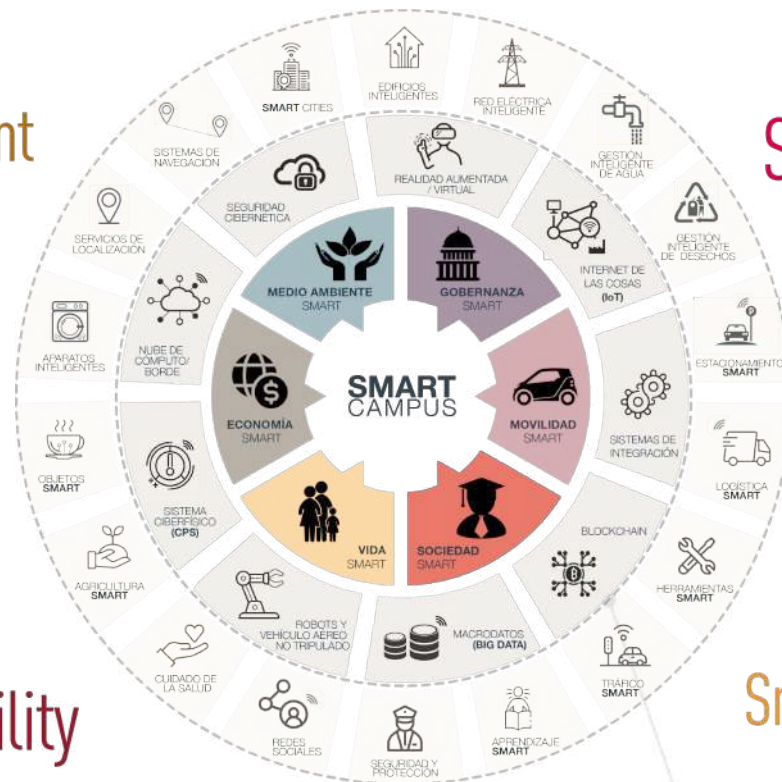 nt
S
ility
Sr
SMART
CAMPUS
MEDIO AMBIENTE
SMART
GOBERNANZA
SMART
MOVILIDAD
SMART
SOCIEDAD
SMART
VIDA
SMART
ECONOMÍA
SMART
SEGURIDAD
CIBERNÉTICA
REALIDAD AUMENTADA
/ VIRTUAL
INTERNET DE
LAS COSAS
(IoT)
SISTEMAS DE
INTEGRACIÓN
BLOCKCHAIN
MACRODATOS
(BIG DATA)
ROBOTS Y
VEHÍCULO AÉREO
NO TRIPULADO
SISTEMA
CIBERFÍSICO
(CPS)
NUBE DE
CÓMPUTO/
BORDE
SMART CITIES
EDIFICIOS
INTELIGENTES
RED ELÉCTRICA
INTELIGENTE
GESTIÓN
INTELIGENTE
DE AGUA
GESTIÓN
INTELIGENTE
DE DESECHOS
ESTACIONAMIENTO
SMART
LOGÍSTICA
SMART
HERRAMIENTAS
SMART
TRÁFICO
SMART
APRENDIZAJE
SMART
SEGURIDAD Y
PROTECCIÓN
REDES
SOCIALES
CUIDADO DE
LA SALUD
AGRICULTURA
SMART
OBJETOS
SMART
APARATOS
INTELIGENTES
SERVICIOS DE
LOCALIZACIÓN
SISTEMAS DE
NAVEGACIÓN